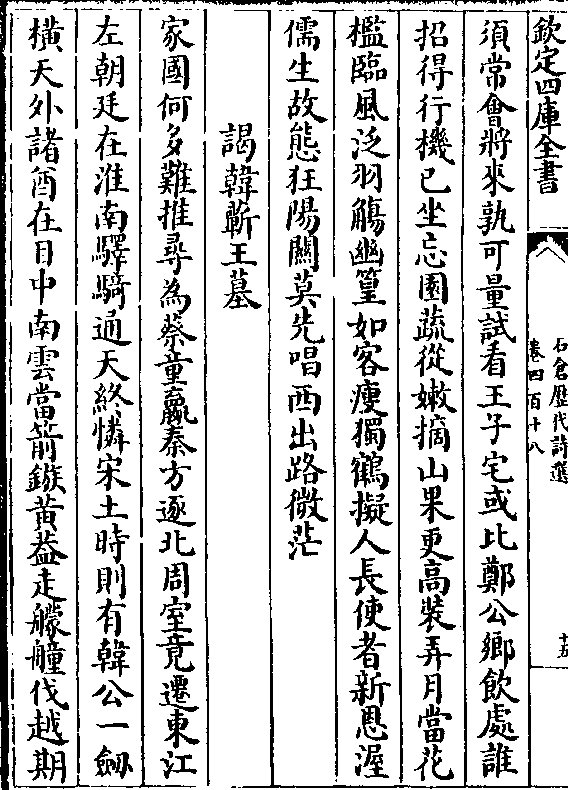 欽定四庫全書
石倉歷代詩選
卷四百十八
十五
須常會將來孰可量試看王子宅或比鄭公鄉飲處誰
招得行機已坐忘園蔬從嫩摘山果更高裝弄月當花
檻臨風泛羽觴幽篁如客瘦獨鶴擬人長使者新恩渥
儒生故態狂陽關莫先唱西出路微茫
謁韓蘄王墓
家國何多難推尋為蔡童嬴秦方逐北周室竟遷東江
左朝廷在淮南驛騎通天終憐宋土時則有韓公一劒
橫天外諸酋在目中南雲當箭鏃黃葢走艨艟伐越期